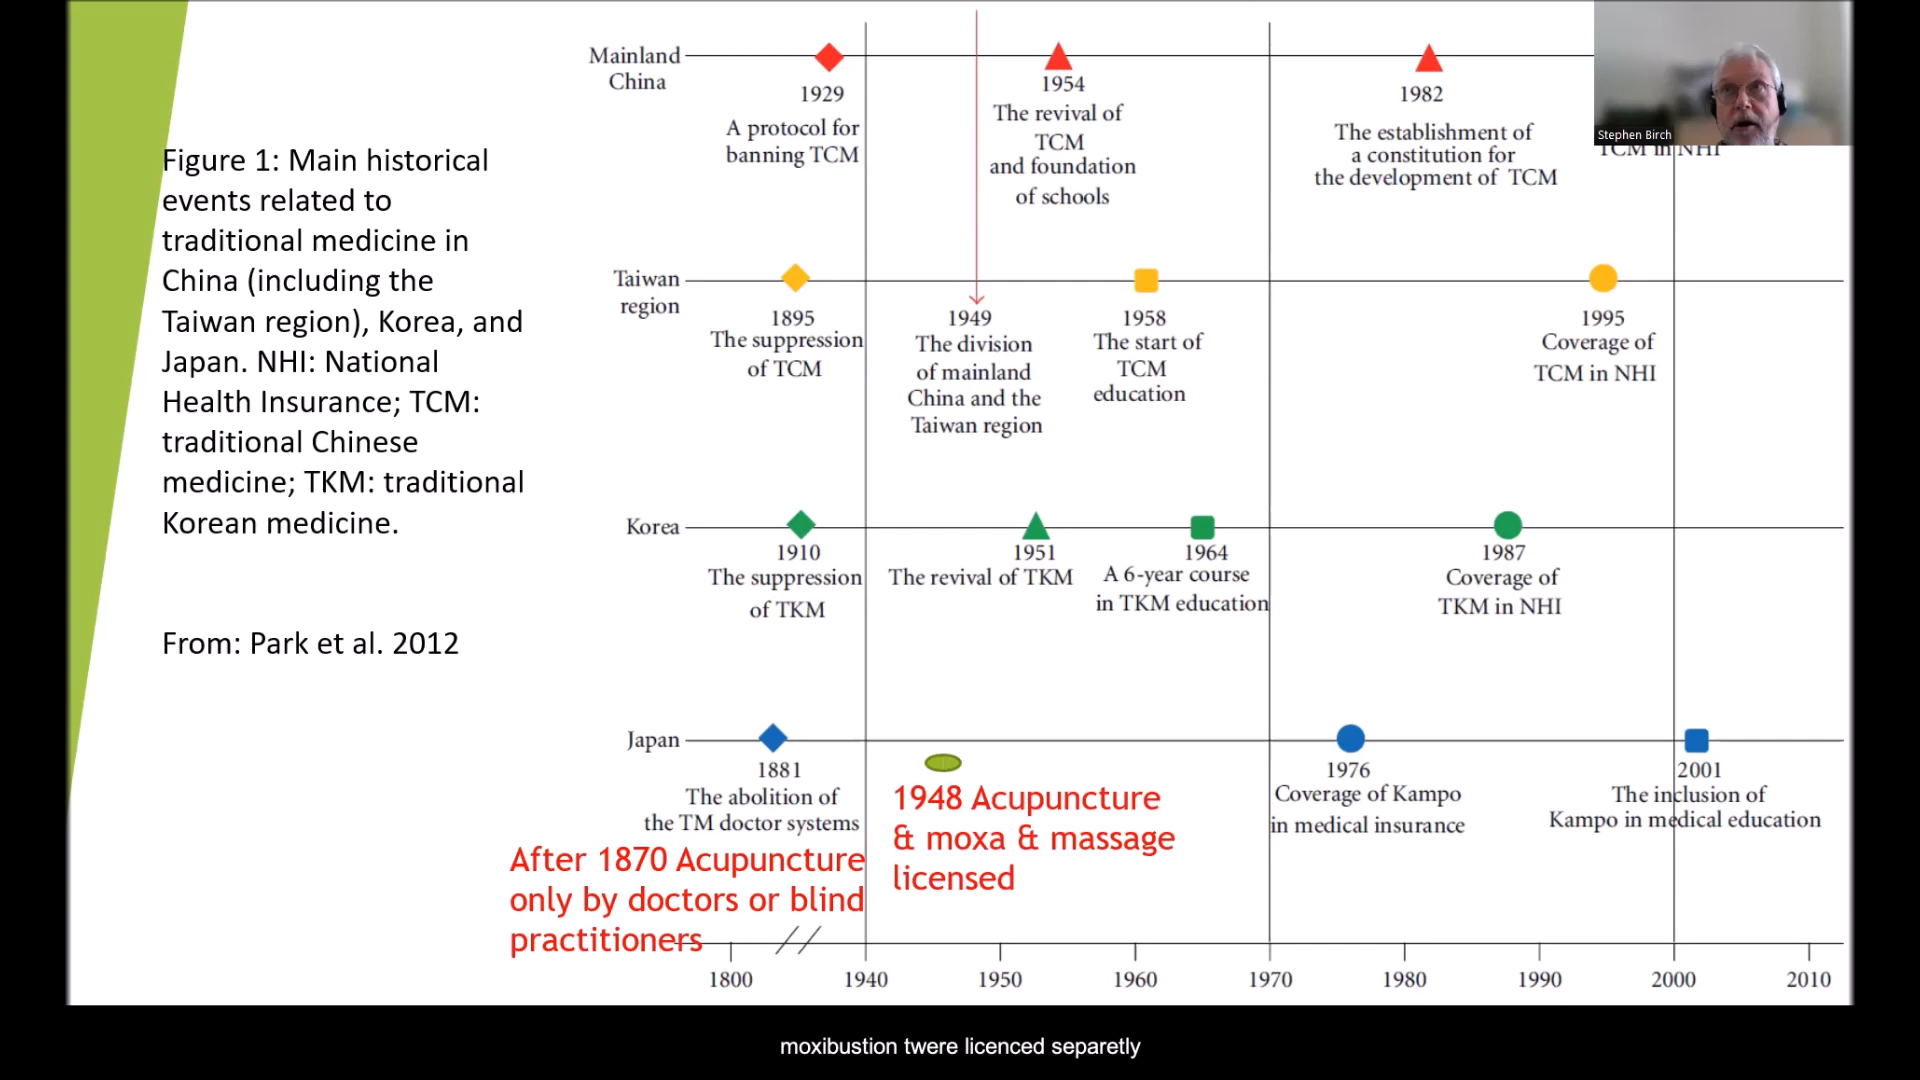 Figure 1: Main historical
events related to
traditional medicine in
China (including the
Taiwan region), Korea, and
Japan. NHI: National
Health Insurance; TCM:
traditional Chinese
medicine; TKM: traditional
Korean medicine.
From: Park et al. 2012
Mainland
China
1929
A protocol for
banning TCM
1954
The revival of
TCM
and foundation
of schools
1982
The establishment of
a constitution for
the development of TCM
TCM in NHI
Stephen Birch
Taiwan
region
1895
The suppression
of TCM
1949
The division
of mainland
China and the
Taiwan region
1958
The start of
TCM
education
1995
Coverage of
TCM in NHI
Korea
1910
The suppression
of TKM
1951
The revival of TKM
1964
A 6-year course
in TKM education
1987
Coverage of
TKM in NHI
Japan
1881
The abolition of
the TM doctor systems
After 1870 Acupuncture
only by doctors or blind
practitioners
1948 Acupuncture
& moxa & massage
licensed
1976
Coverage of Kampo
in medical insurance
2001
The inclusion of
Kampo in medical education
1800 1940 1950 1960 1970 1980 1990 2000 2010
moxibustion twere licenced separetly